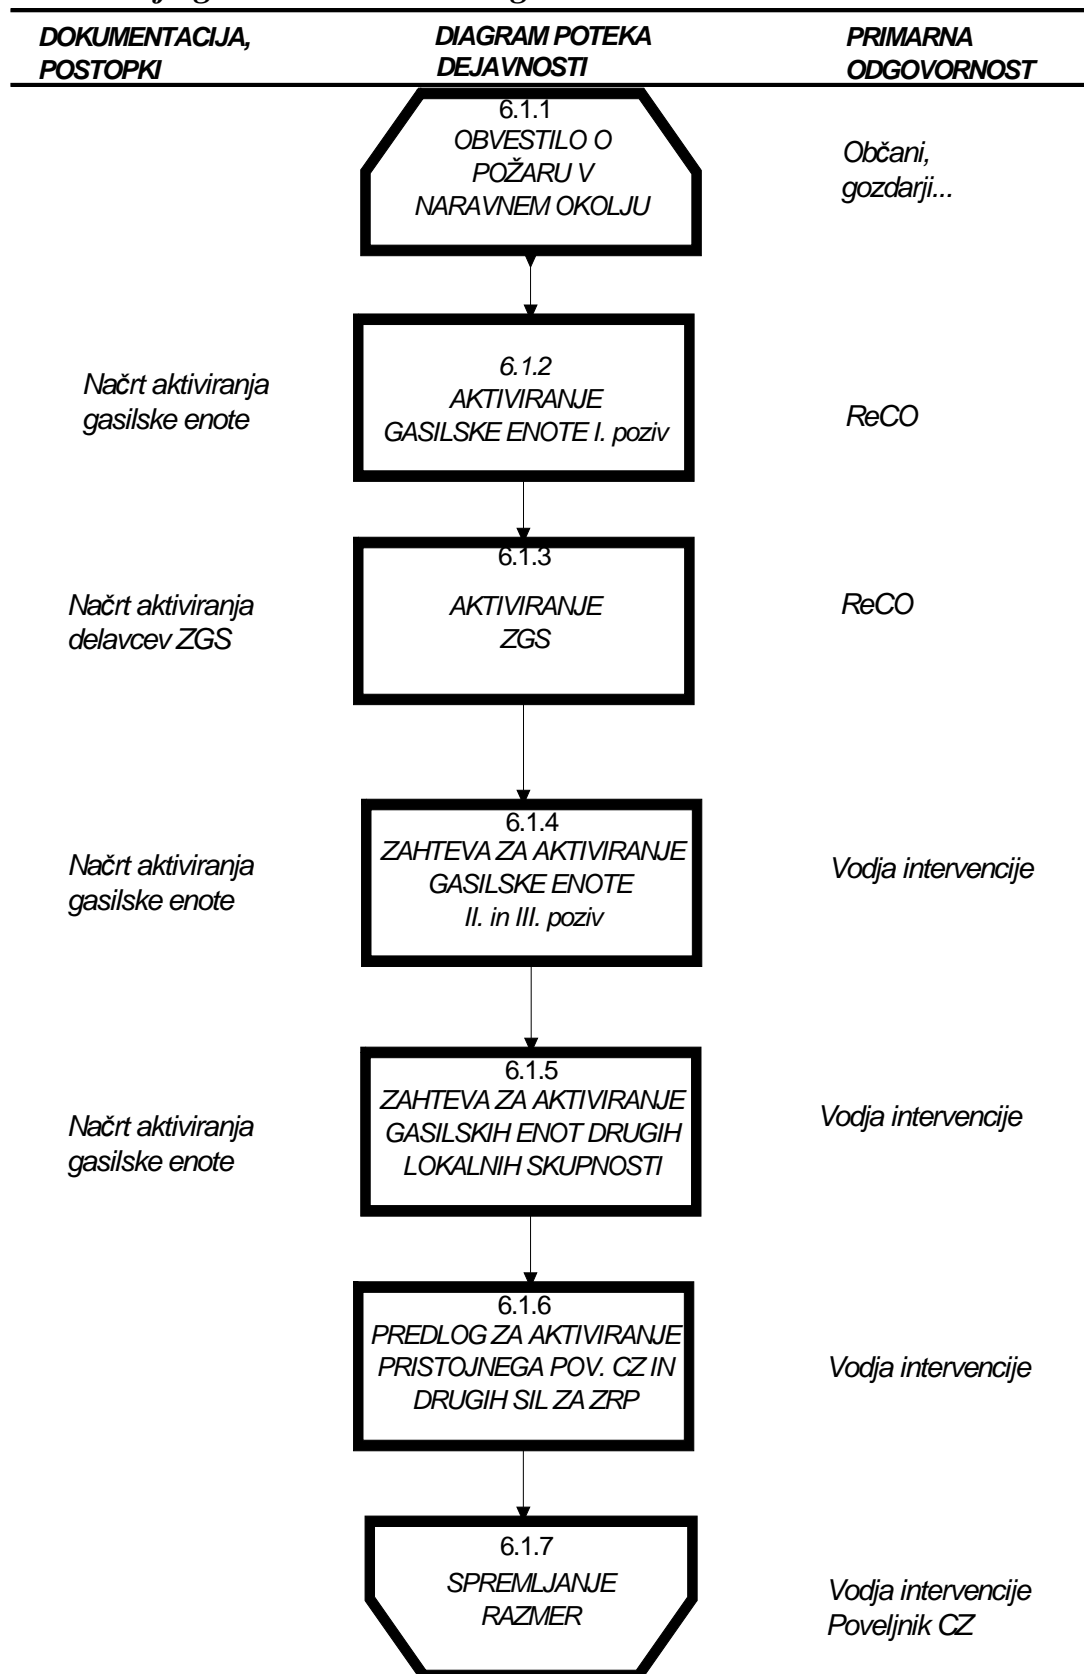 DOKUMENTACIJA,
POSTOPKI
DIAGRAM POTEKA
DEJAVNOSTI
PRIMARNA
ODGOVORNOST
6.1.1
OBVESTILO O
POŽARU V
NARAVNEM OKOLJU
Občani,
gozdarji...
Načrt aktiviranja
gasilske enote
6.1.2
AKTIVIRANJE
GASILSKE ENOTE I. poziv
ReCO
Načrt aktiviranja
delavcev ZGS
6.1.3
AKTIVIRANJE
ZGS
ReCO
Načrt aktiviranja
gasilske enote
6.1.4
ZAHTEVA ZA AKTIVIRANJE
GASILSKE ENOTE
II. in III. poziv
Vodja intervencije
Načrt aktiviranja
gasilske enote
6.1.5
ZAHTEVA ZA AKTIVIRANJE
GASILSKIH ENOT DRUGIH
LOKALNIH SKUPNOSTI
Vodja intervencije
6.1.6
PREDLOG ZA AKTIVIRANJE
PRISTOJNEGA POV. CZ IN
DRUGIH SIL ZA ZRP
Vodja intervencije
6.1.7
SPREMLJANJE
RAZMER
Vodja intervencije
Poveljnik CZ